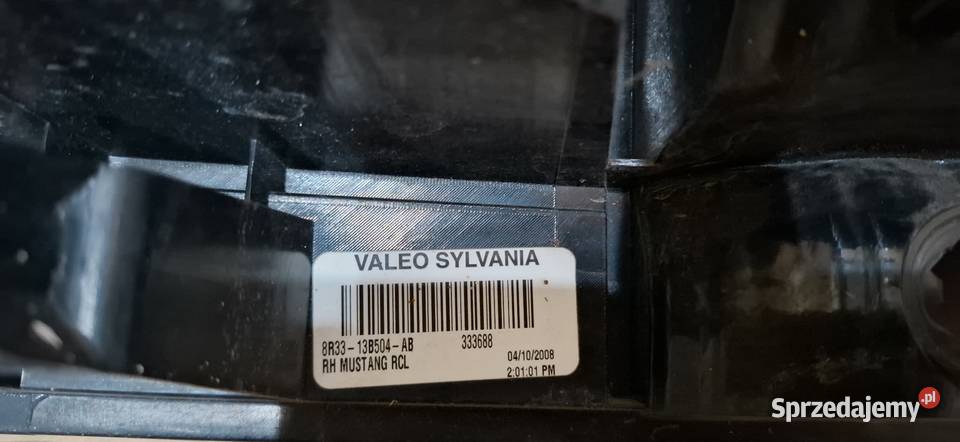 VALEO SYLVANIA
8R33-13B504-AB 333688
RH MUSTANG RCL 04/10/2008
2:01:01 PM
Sprzedajemy.pl